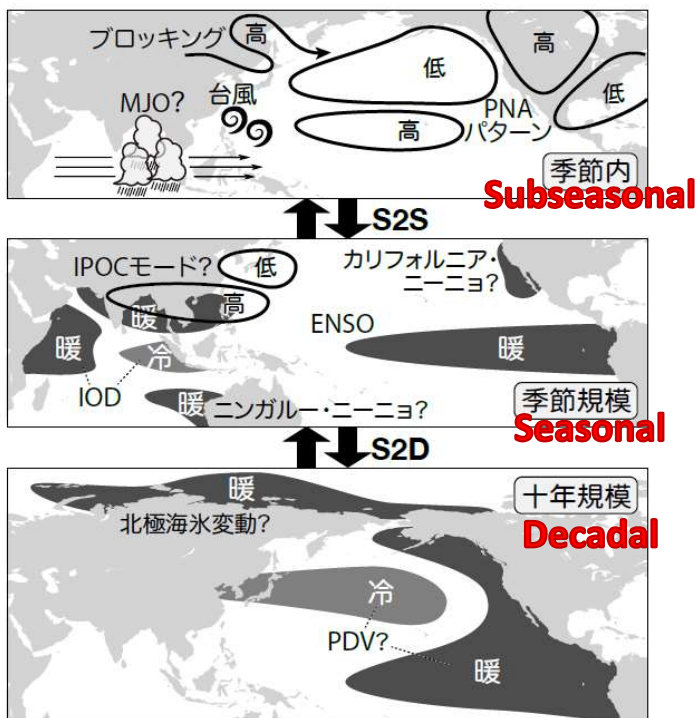 ブロッキング
高
低
高
低
MJO?
台風
高
PNA
パターン
季節内
Subseasonal
S2S
IPOCモード?
低
カリフォルニア・
ニーニョ?
高
暖
ENSO
暖
冷
暖
IOD
暖
ニンガルー・ニーニョ?
季節規模
Seasonal
S2D
暖
十年規模
北極海氷変動?
Decadal
冷
PDV?
暖